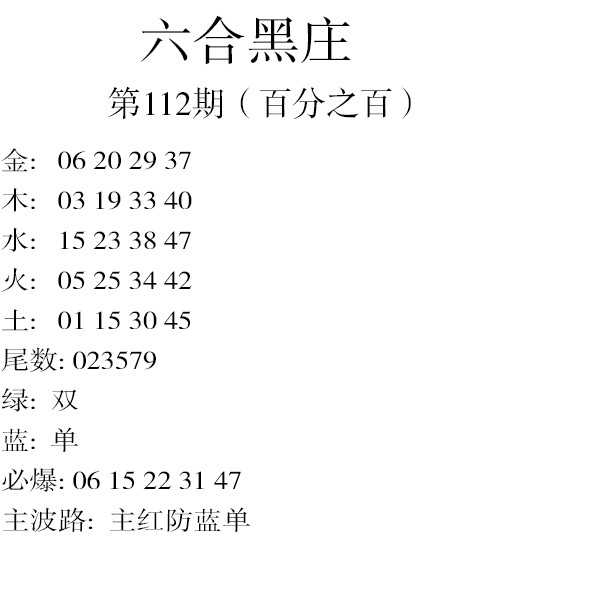 六合黑庄
第112期（百分之百）
金: 06 20 29 37
木: 03 19 33 40
水: 15 23 38 47
火: 05 25 34 42
土: 01 15 30 45
尾数: 023579
绿: 双
蓝: 单
必爆: 06 15 22 31 47
主波路: 主红防蓝单